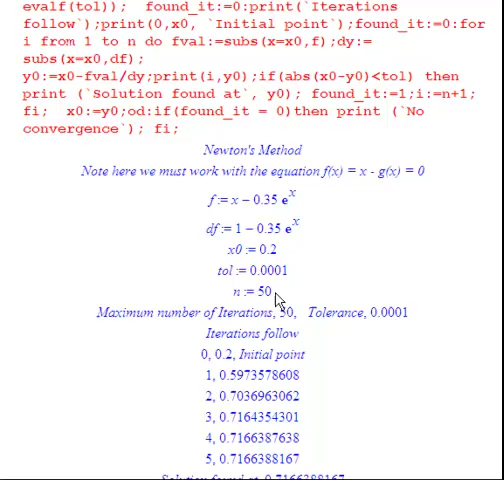 evalf(tol));  found_it:=0:print(`Iterations
follow`);print(0,x0, `Initial point`);found_it:=0:for
i from 1 to n do fval:=subs(x=x0,f);dy:=
subs(x=x0,df);
y0:=x0-fval/dy;print(i,y0);if(abs(x0-y0)<tol) then
print (`Solution found at`, y0); found_it:=1;i:=n+1;
fi;  x0:=y0;od:if(found_it = 0)then print (`No
convergence`); fi;
Newton's Method
Note here we must work with the equation f(x) = x - g(x) = 0
f := x − 0.35 e^x
df := 1 − 0.35 e^x
x0 := 0.2
tol := 0.0001
n := 50
Maximum number of Iterations, 50,   Tolerance, 0.0001
Iterations follow
0, 0.2, Initial point
1, 0.5973578608
2, 0.7036963062
3, 0.7164354301
4, 0.7166387638
5, 0.7166388167
Solution found at, 0.7166388167